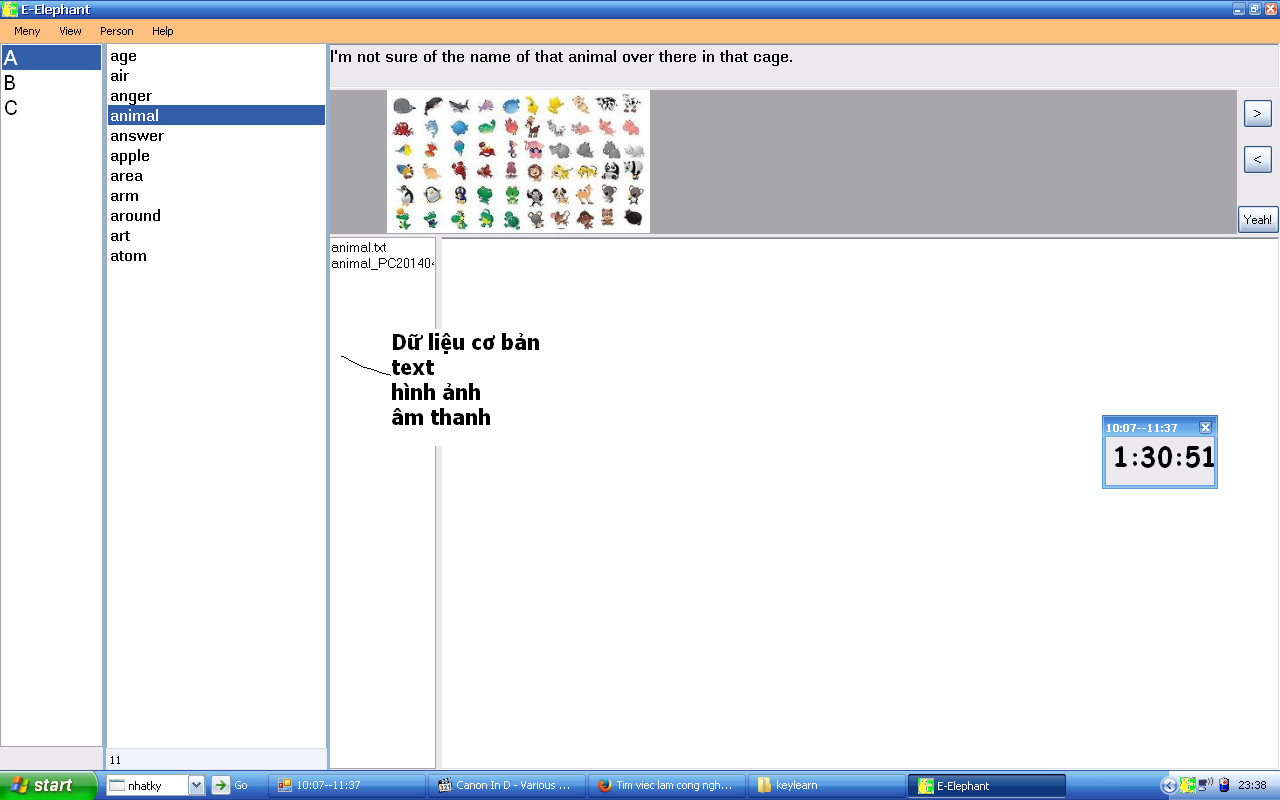 E-Elephant
Meny View Person Help
A
B
C
age
air
anger
animal
answer
apple
area
arm
around
art
atom
11
I'm not sure of the name of that animal over there in that cage.
>
<
Yeah!
animal.txt
animal_PC20140
Dữ liệu cơ bản
text
hình ảnh
âm thanh
10:07--11:37
1:30:51
start nhatky Go 10:07--11:37 Canon In D - Various ... Tim viec lam cong ngh... keylearn E-Elephant 23:38